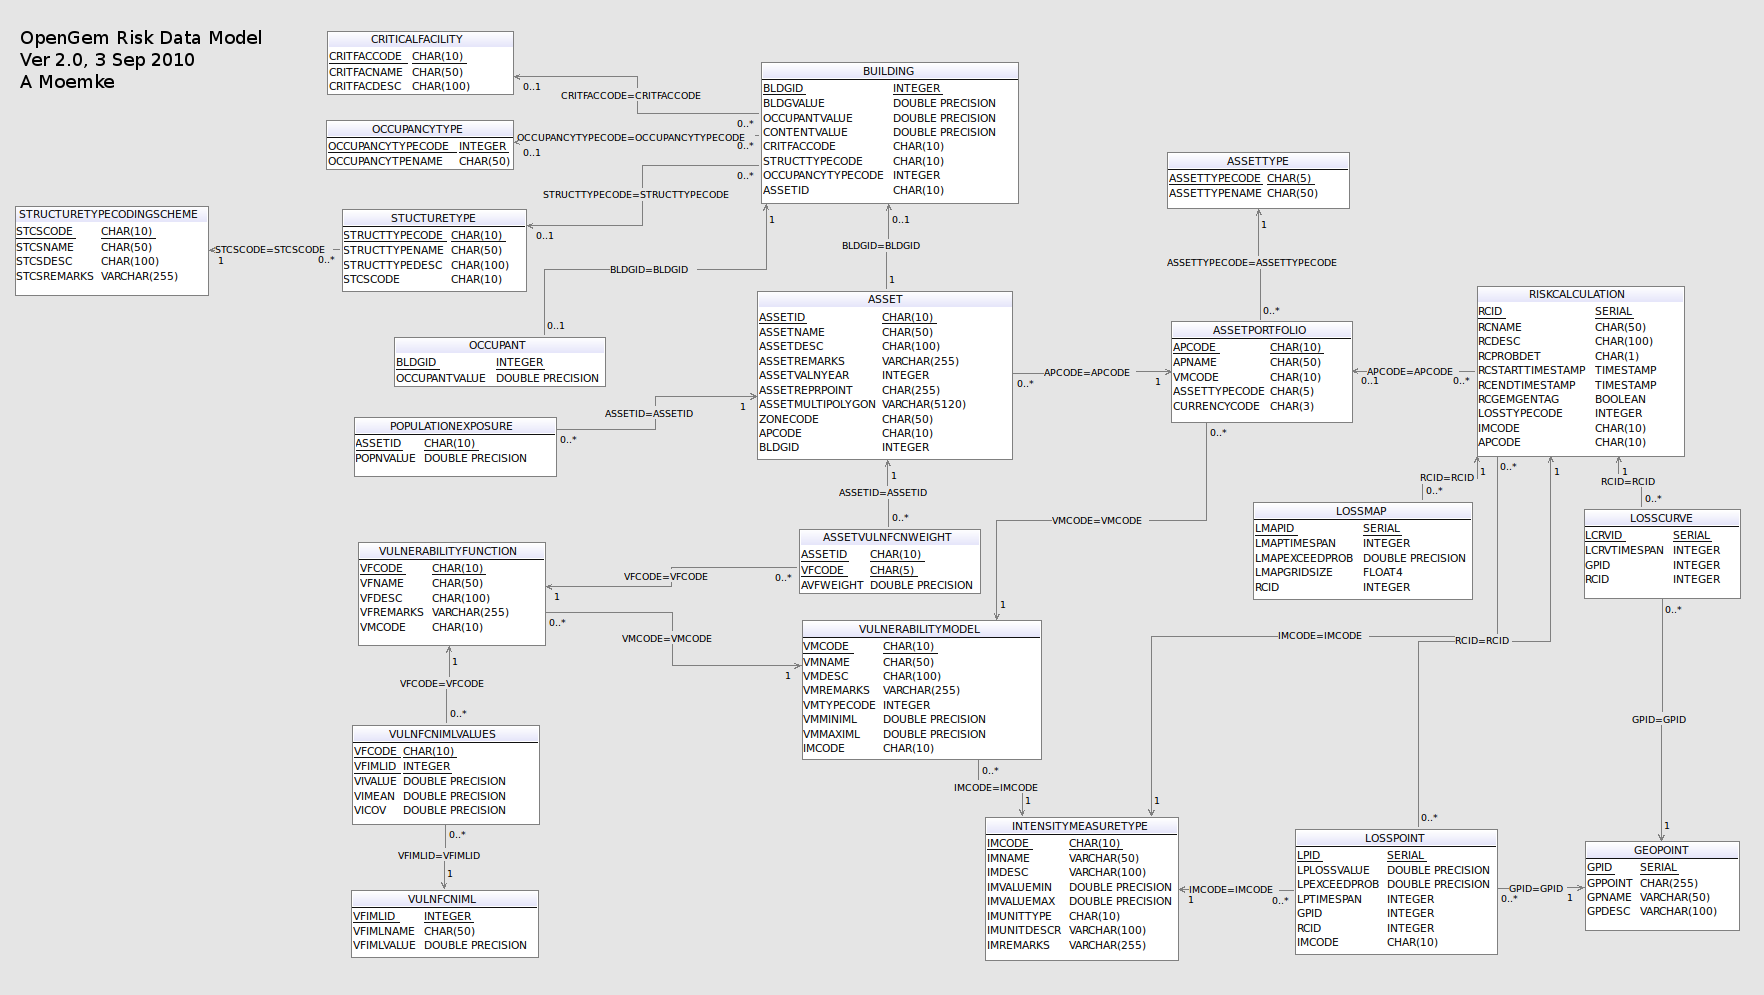 OpenGem Risk Data Model
Ver 2.0, 3 Sep 2010
A Moemke
CRITICALFACILITY
CRITFACCODE CHAR(10)
CRITFACNAME CHAR(50)
CRITFACDESC CHAR(100)
0..1
CRITFACCODE=CRITFACCODE
0..*
BUILDING
BLDGID INTEGER
BLDGVALUE DOUBLE PRECISION
OCCUPANTVALUE DOUBLE PRECISION
CONTENTVALUE DOUBLE PRECISION
CRITFACCODE CHAR(10)
STRUCTTYPECODE CHAR(10)
OCCUPANCYTYPECODE INTEGER
ASSETID CHAR(10)
OCCUPANCYTYPE
OCCUPANCYTYPECODE INTEGER
OCCUPANCYTPENAME CHAR(50)
OCCUPANCYTYPECODE=OCCUPANCYTYPECODE
0..1
0..*
0..*
STRUCTTYPECODE=STRUCTTYPECODE
0..1
ASSETTYPE
ASSETTYPECODE CHAR(5)
ASSETTYPENAME CHAR(50)
STRUCTURETYPECODINGSCHEME
STCSCODE CHAR(10)
STCSNAME CHAR(50)
STCSDESC CHAR(100)
STCSREMARKS VARCHAR(255)
STCSCODE=STCSCODE
1
0..*
STUCTURETYPE
STRUCTTYPECODE CHAR(10)
STRUCTTYPENAME CHAR(50)
STRUCTTYPEDESC CHAR(100)
STCSCODE CHAR(10)
1
BLDGID=BLDGID
0..1
0..1
BLDGID=BLDGID
1
1
ASSETTYPECODE=ASSETTYPECODE
0..*
OCCUPANT
BLDGID INTEGER
OCCUPANTVALUE DOUBLE PRECISION
ASSET
ASSETID CHAR(10)
ASSETNAME CHAR(50)
ASSETDESC CHAR(100)
ASSETREMARKS VARCHAR(255)
ASSETVALNYEAR INTEGER
ASSETREPRPOINT CHAR(255)
ASSETMULTIPOLYGON VARCHAR(5120)
ZONECODE CHAR(50)
APCODE CHAR(10)
BLDGID INTEGER
APCODE=APCODE
0..*
1
ASSETPORTFOLIO
APCODE CHAR(10)
APNAME CHAR(50)
VMCODE CHAR(10)
ASSETTYPECODE CHAR(5)
CURRENCYCODE CHAR(3)
APCODE=APCODE
0..1
0..*
RISKCALCULATION
RCID SERIAL
RCNAME CHAR(50)
RCDESC CHAR(100)
RCPROBDET CHAR(1)
RCSTARTTIMESTAMP TIMESTAMP
RCENDTIMESTAMP TIMESTAMP
RCGEMGENTAG BOOLEAN
LOSSTYPECODE INTEGER
IMCODE CHAR(10)
APCODE CHAR(10)
POPULATIONEXPOSURE
ASSETID CHAR(10)
POPNVALUE DOUBLE PRECISION
ASSETID=ASSETID
0..*
1
1
ASSETID=ASSETID
0..*
0..*
VMCODE=VMCODE
1
RCID=RCID
1
0..*
0..*
1
1
RCID=RCID
0..*
LOSSMAP
LMAPID SERIAL
LMAPTIMESPAN INTEGER
LMAPEXCEEDPROB DOUBLE PRECISION
LMAPGRIDSIZE FLOAT4
RCID INTEGER
LOSSCURVE
LCRVID SERIAL
LCRVTIMESPAN INTEGER
GPID INTEGER
RCID INTEGER
VULNERABILITYFUNCTION
VFCODE CHAR(10)
VFNAME CHAR(50)
VFDESC CHAR(100)
VFREMARKS VARCHAR(255)
VMCODE CHAR(10)
VFCODE=VFCODE
1
0..*
ASSETVULNFCNWEIGHT
ASSETID CHAR(10)
VFCODE CHAR(5)
AVFWEIGHT DOUBLE PRECISION
0..*
VMCODE=VMCODE
1
VULNERABILITYMODEL
VMCODE CHAR(10)
VMNAME CHAR(50)
VMDESC CHAR(100)
VMREMARKS VARCHAR(255)
VMTYPECODE INTEGER
VMMINIML DOUBLE PRECISION
VMMAXIML DOUBLE PRECISION
IMCODE CHAR(10)
IMCODE=IMCODE
1
RCID=RCID
0..*
0..*
GPID=GPID
1
1
VFCODE=VFCODE
0..*
VULNFCNIMLVALUES
VFCODE CHAR(10)
VFIMLID INTEGER
VIVALUE DOUBLE PRECISION
VIMEAN DOUBLE PRECISION
VICOV DOUBLE PRECISION
0..*
IMCODE=IMCODE
1
0..*
VFIMLID=VFIMLID
1
VULNFCNIML
VFIMLID INTEGER
VFIMLNAME CHAR(50)
VFIMLVALUE DOUBLE PRECISION
INTENSITYMEASURETYPE
IMCODE CHAR(10)
IMNAME VARCHAR(50)
IMDESC VARCHAR(100)
IMVALUEMIN DOUBLE PRECISION
IMVALUEMAX DOUBLE PRECISION
IMUNITTYPE CHAR(10)
IMUNITDESCR VARCHAR(100)
IMREMARKS VARCHAR(255)
IMCODE=IMCODE
1
0..*
LOSSPOINT
LPID SERIAL
LPLOSSVALUE DOUBLE PRECISION
LPEXCEEDPROB DOUBLE PRECISION
LPTIMESPAN INTEGER
GPID INTEGER
RCID INTEGER
IMCODE CHAR(10)
GPID=GPID
0..*
1
GEOPOINT
GPID SERIAL
GPPOINT CHAR(255)
GPNAME VARCHAR(50)
GPDESC VARCHAR(100)